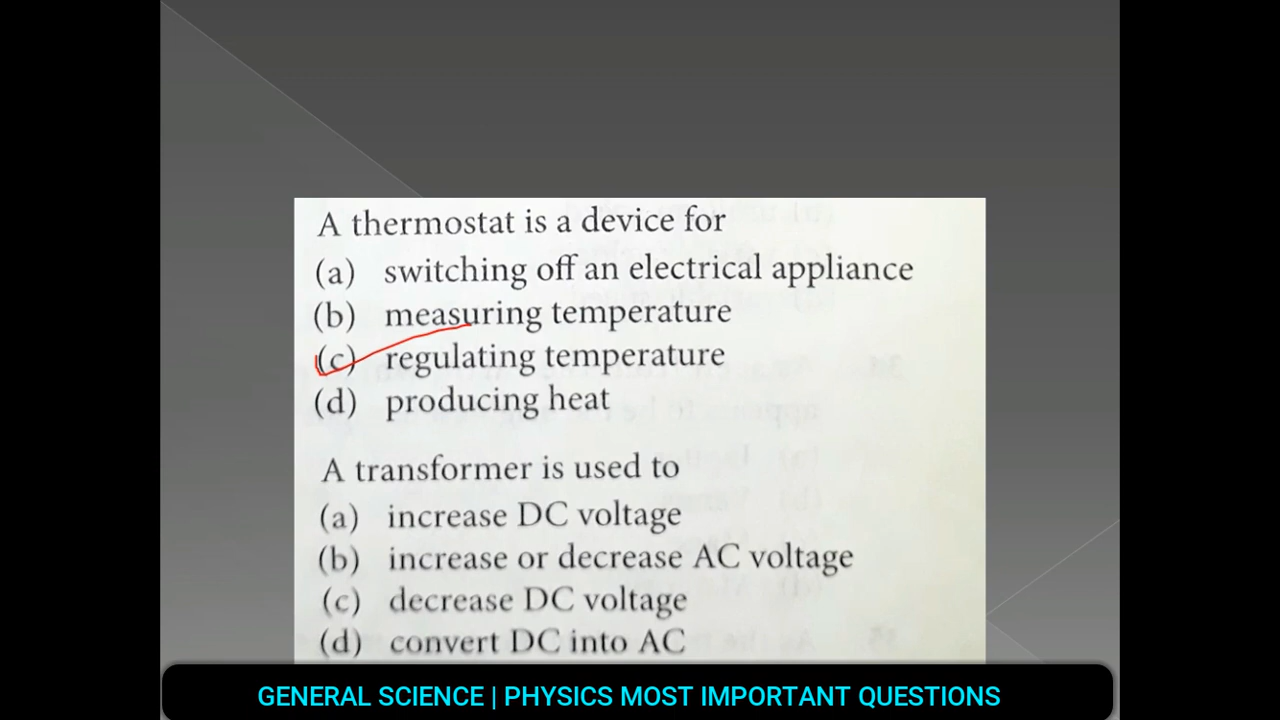 A thermostat is a device for
(a) switching off an electrical appliance
(b) measuring temperature
(c) regulating temperature
(d) producing heat
A transformer is used to
(a) increase DC voltage
(b) increase or decrease AC voltage
(c) decrease DC voltage
(d) convert DC into AC
GENERAL SCIENCE | PHYSICS MOST IMPORTANT QUESTIONS